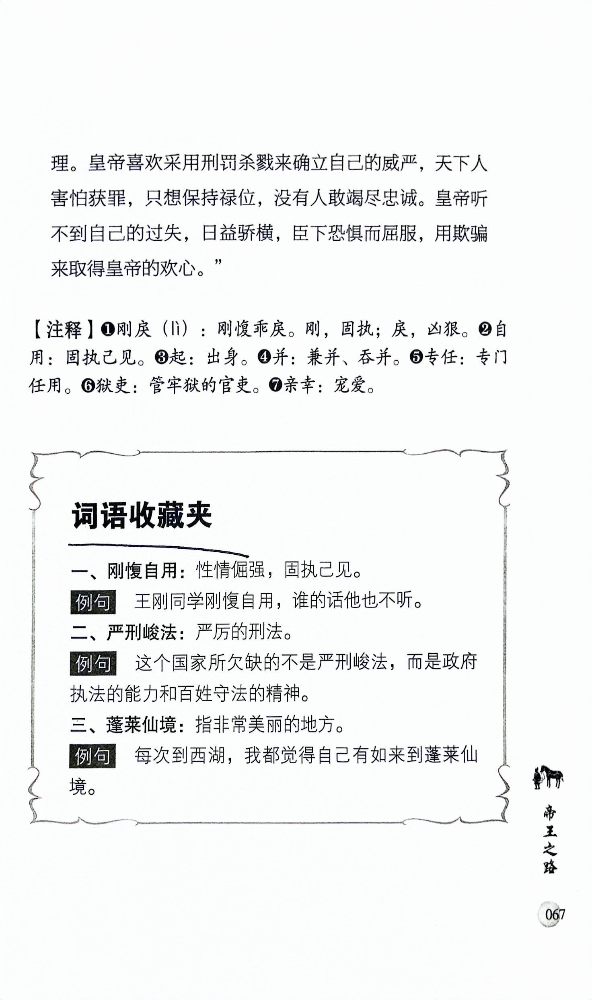 理。皇帝喜欢采用刑罚杀戮来确立自己的威严，天下人
害怕获罪，只想保持禄位，没有人敢竭尽忠诚。皇帝听
不到自己的过失，日益骄横，臣下恐惧而屈服，用欺骗
来取得皇帝的欢心。”
【注释】❶刚戾（lì）：刚愎乖戾。刚，固执；戾，凶狠。❷自
用：固执己见。❸起：出身。❹并：兼并、吞并。❺专任：专门
任用。❻狱吏：管牢狱的官吏。❼亲幸：宠爱。
词语收藏夹
一、刚愎自用：性情倔强，固执己见。
例句 王刚同学刚愎自用，谁的话他也不听。
二、严刑峻法：严厉的刑法。
例句 这个国家所欠缺的不是严刑峻法，而是政府
执法的能力和百姓守法的精神。
三、蓬莱仙境：指非常美丽的地方。
例句 每次到西湖，我都觉得自己有如来到蓬莱仙
境。
帝王之路
067